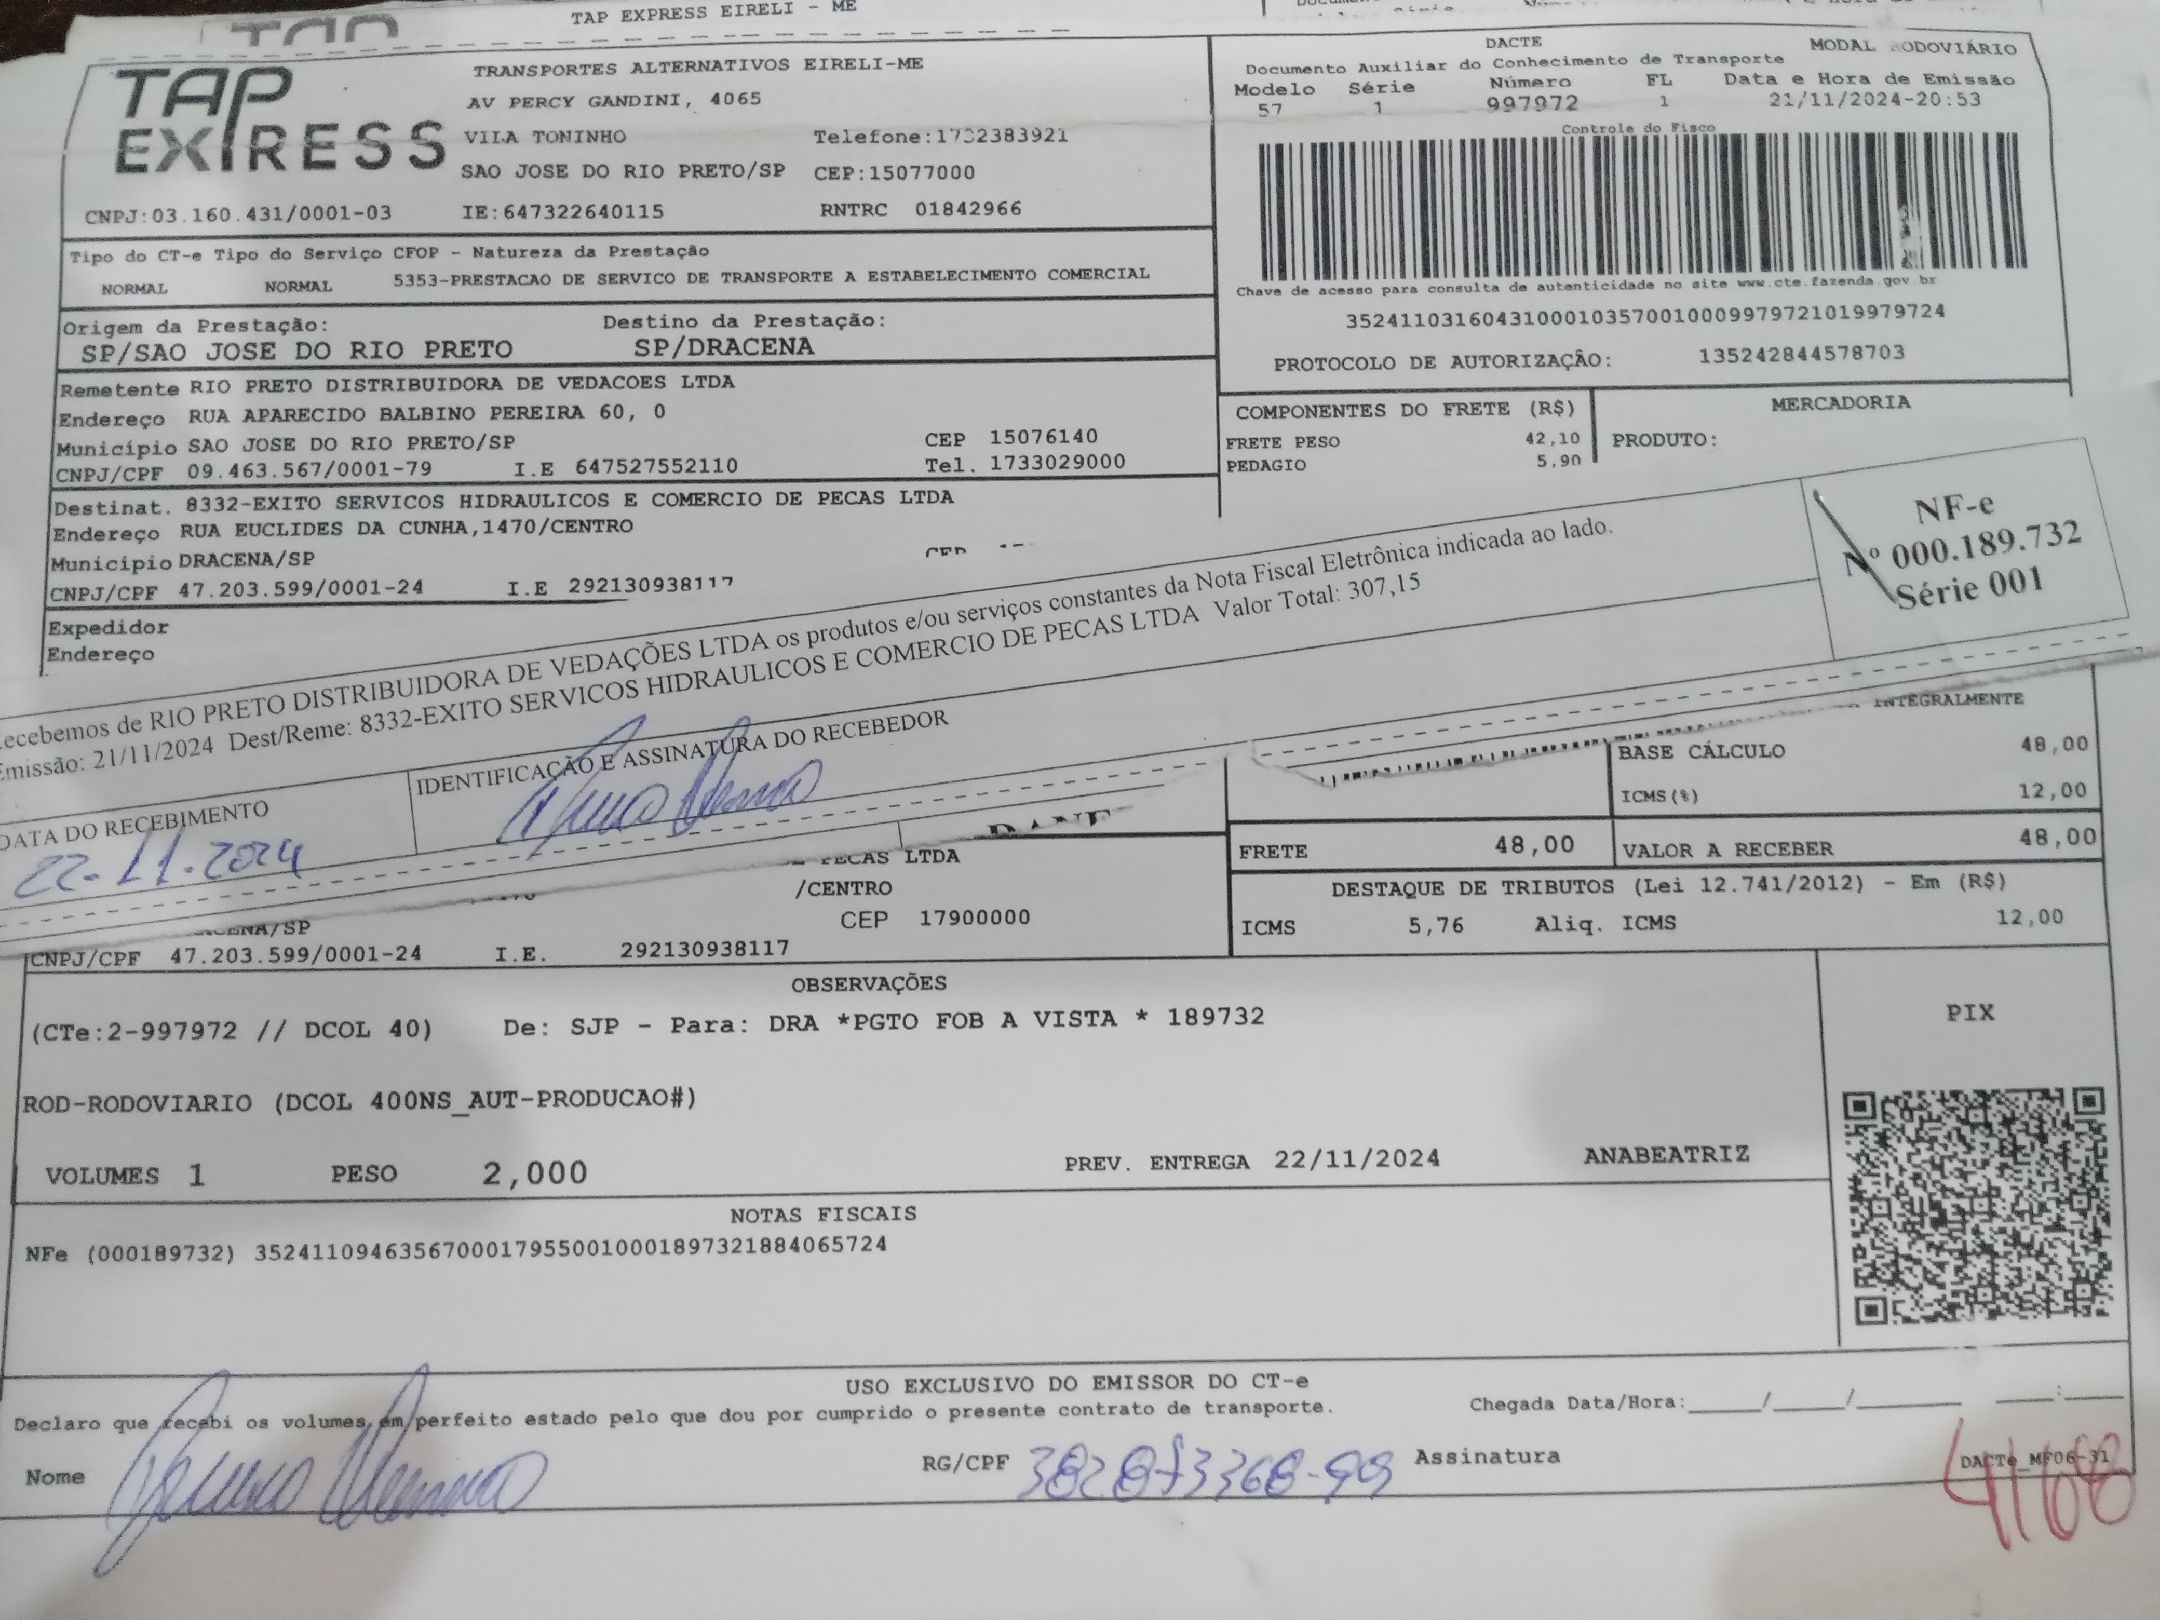 TAP EXPRESS EIRELI - ME
TAP EXPRESS
TRANSPORTES ALTERNATIVOS EIRELI-ME
AV PERCY GANDINI, 4065
VILA TONINHO Telefone:1732383921
SAO JOSE DO RIO PRETO/SP CEP:15077000
CNPJ:03.160.431/0001-03 IE:647322640115 RNTRC 01842966
DACTE MODAL RODOVIÁRIO
Documento Auxiliar do Conhecimento de Transporte
Modelo Série Número FL Data e Hora de Emissão
57 1 997972 1 21/11/2024-20:53
Controle do Fisco
Chave de acesso para consulta de autenticidade no site www.cte.fazenda.gov.br
35241103160431000103570010009979721019979724
PROTOCOLO DE AUTORIZAÇÃO: 135242844578703
Tipo do CT-e Tipo do Serviço CFOP - Natureza da Prestação
NORMAL NORMAL 5353-PRESTACAO DE SERVICO DE TRANSPORTE A ESTABELECIMENTO COMERCIAL
Origem da Prestação: Destino da Prestação:
SP/SAO JOSE DO RIO PRETO SP/DRACENA
Remetente RIO PRETO DISTRIBUIDORA DE VEDACOES LTDA
Endereço RUA APARECIDO BALBINO PEREIRA 60, 0
Município SAO JOSE DO RIO PRETO/SP CEP 15076140
CNPJ/CPF 09.463.567/0001-79 I.E 647527552110 Tel. 1733029000
COMPONENTES DO FRETE (R$)
FRETE PESO 42,10
PEDAGIO 5,90
MERCADORIA
PRODUTO:
Destinat. 8332-EXITO SERVICOS HIDRAULICOS E COMERCIO DE PECAS LTDA
Endereço RUA EUCLIDES DA CUNHA,1470/CENTRO
Município DRACENA/SP CEP
CNPJ/CPF 47.203.599/0001-24 I.E 292130938117
Expedidor
Endereço
ecebemos de RIO PRETO DISTRIBUIDORA DE VEDAÇÕES LTDA os produtos e/ou serviços constantes da Nota Fiscal Eletrônica indicada ao lado.
Emissão: 21/11/2024 Dest/Reme: 8332-EXITO SERVICOS HIDRAULICOS E COMERCIO DE PECAS LTDA Valor Total: 307,15
NF-e
Nº 000.189.732
Série 001
DATA DO RECEBIMENTO
22.11.2024
IDENTIFICAÇÃO E ASSINATURA DO RECEBEDOR
INTEGRALMENTE
BASE CÁLCULO 48,00
ICMS(%) 12,00
FRETE 48,00 VALOR A RECEBER 48,00
DESTAQUE DE TRIBUTOS (Lei 12.741/2012) - Em (R$)
ICMS 5,76 Aliq. ICMS 12,00
PECAS LTDA
/CENTRO
CENA/SP CEP 17900000
CNPJ/CPF 47.203.599/0001-24 I.E. 292130938117
OBSERVAÇÕES
(CTe:2-997972 // DCOL 40) De: SJP - Para: DRA *PGTO FOB A VISTA * 189732
ROD-RODOVIARIO (DCOL 400NS_AUT-PRODUCAO#)
VOLUMES 1 PESO 2,000 PREV. ENTREGA 22/11/2024 ANABEATRIZ
PIX
NOTAS FISCAIS
NFe (000189732) 35241109463567000179550010001897321884065724
USO EXCLUSIVO DO EMISSOR DO CT-e
Declaro que recebi os volumes em perfeito estado pelo que dou por cumprido o presente contrato de transporte.
Chegada Data/Hora:_____/_____/_______ ____:____
Nome RG/CPF 382873368-99 Assinatura
DACTe_MF06-31